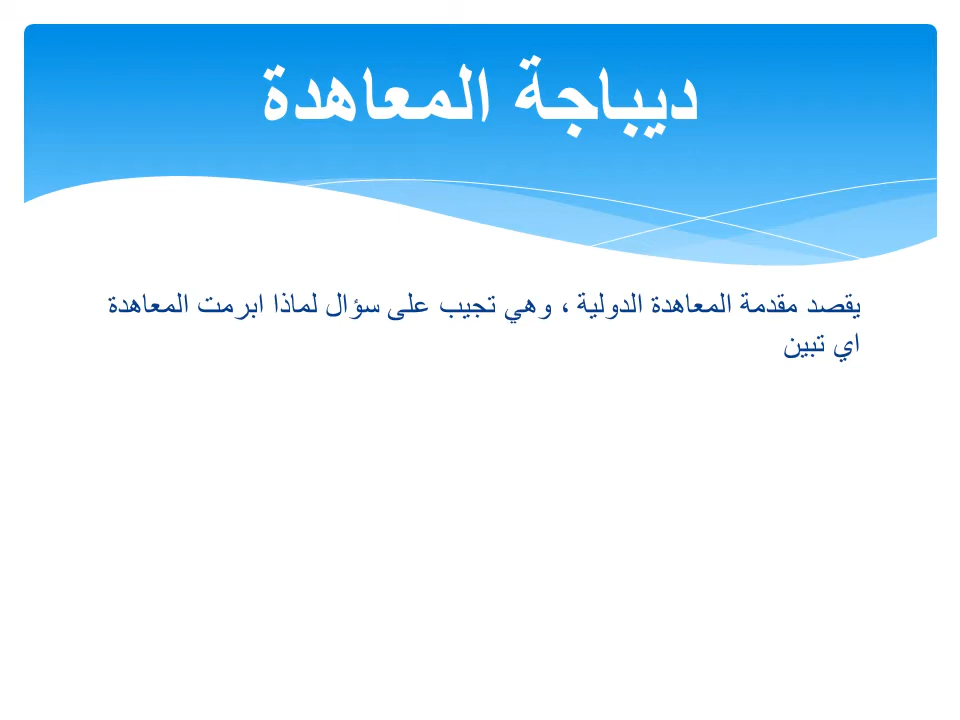 ديباجة المعاهدة
يقصد مقدمة المعاهدة الدولية ، وهي تجيب على سؤال لماذا ابرمت المعاهدة
اي تبين